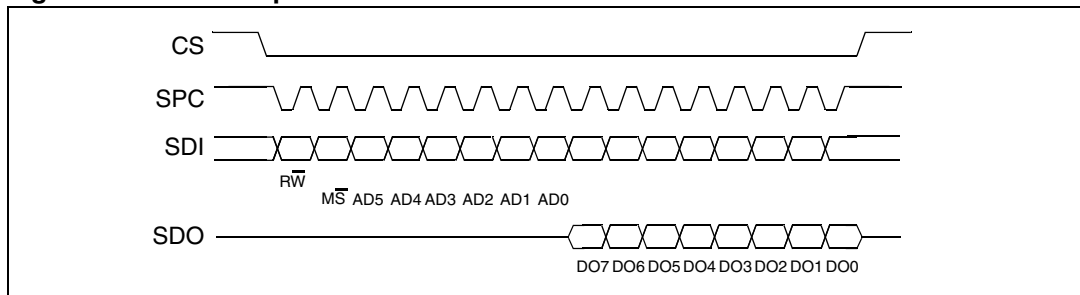 CS
SPC
SDI
RW̅
MS̅ AD5 AD4 AD3 AD2 AD1 AD0
SDO
DO7 DO6 DO5 DO4 DO3 DO2 DO1 DO0